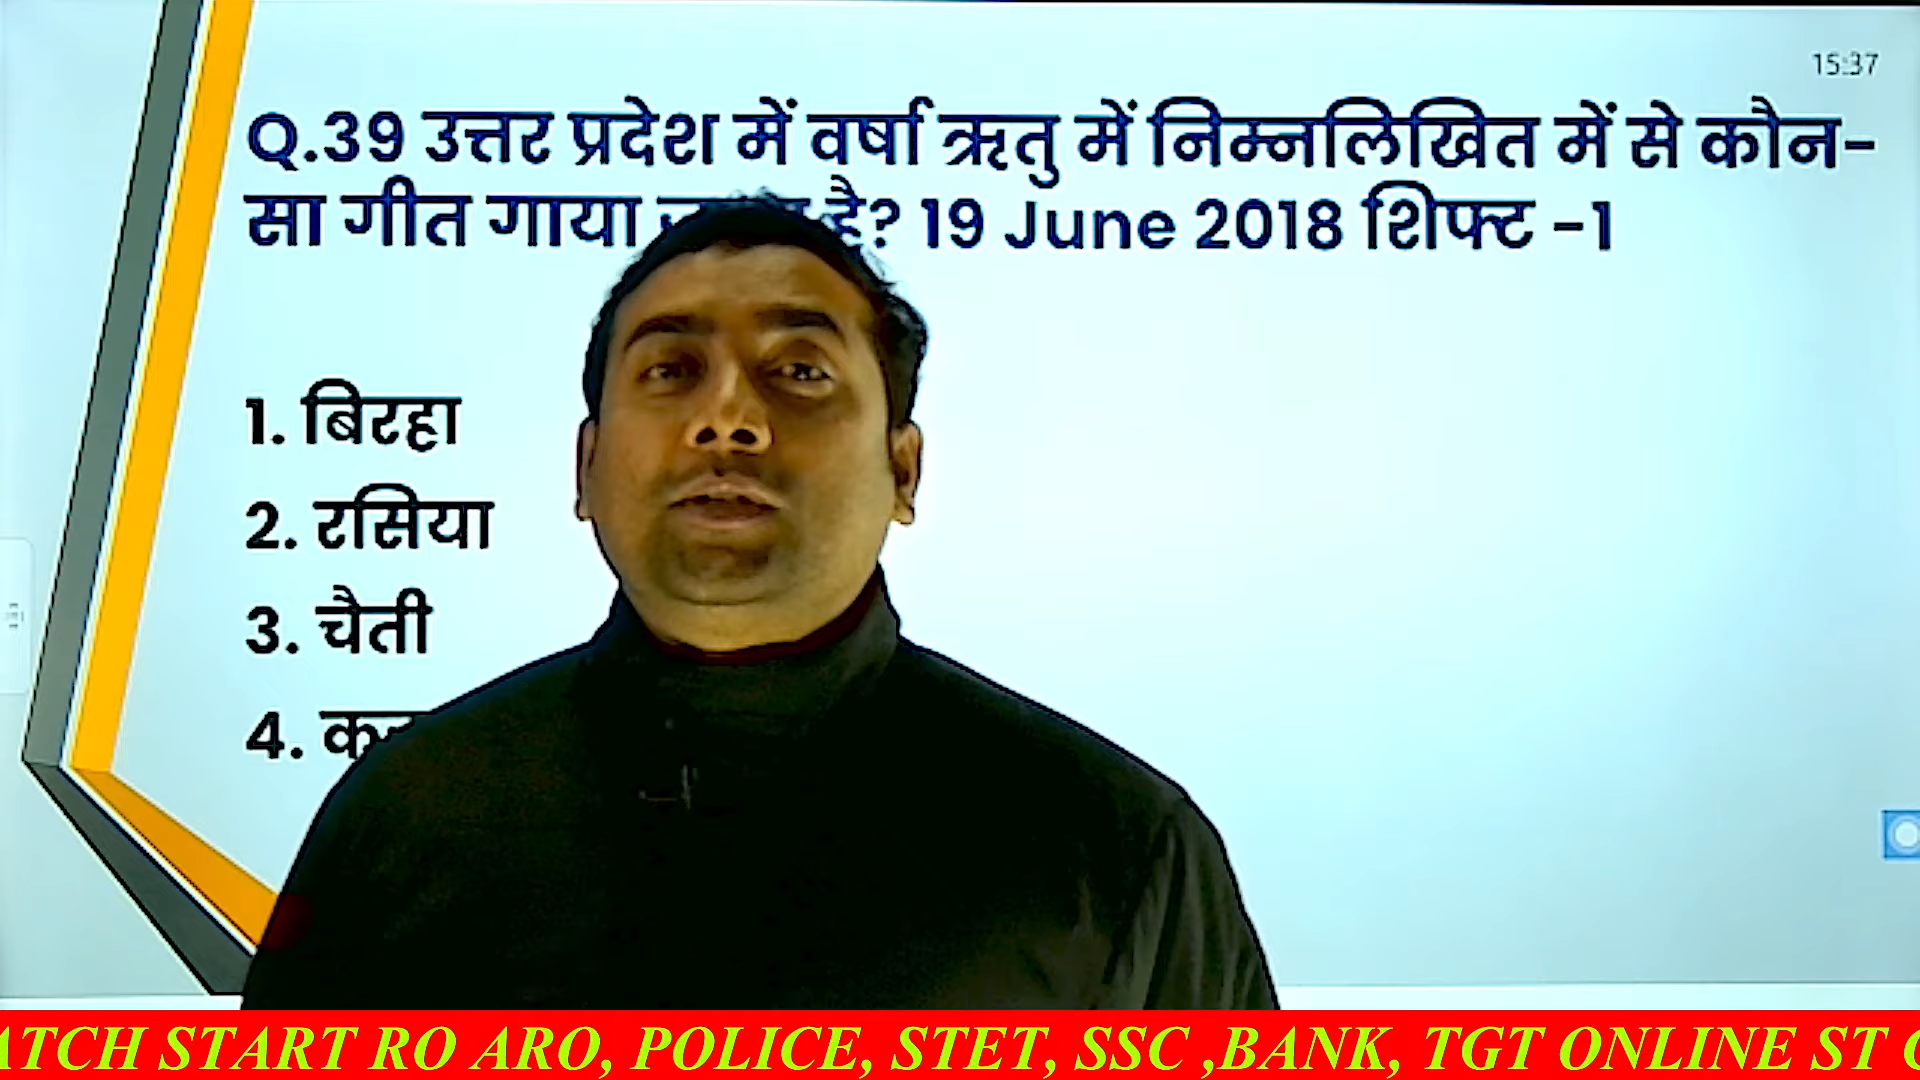 15:37
Q.39 उत्तर प्रदेश में वर्षा ऋतु में निम्नलिखित में से कौन-
सा गीत गाया है? 19 June 2018 शिफ्ट -1
1. बिरहा
2. रसिया
3. चैती
4.
ATCH START RO ARO, POLICE, STET, SSC ,BANK, TGT ONLINE ST